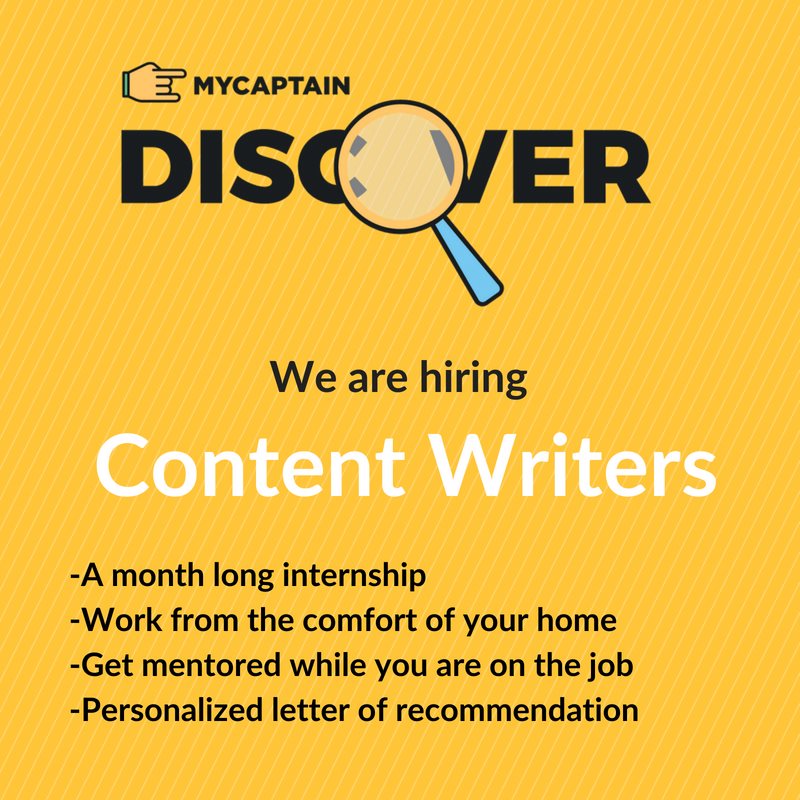 MYCAPTAIN
DISCOVER
We are hiring
Content Writers
-A month long internship
-Work from the comfort of your home
-Get mentored while you are on the job
-Personalized letter of recommendation